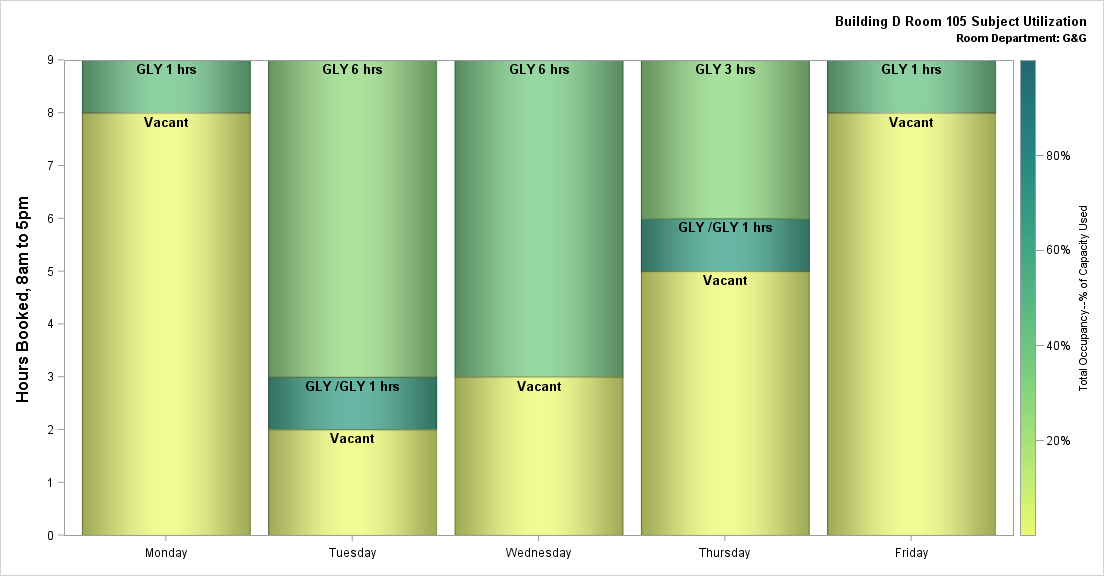 Building D Room 105 Subject Utilization
Room Department: G&G
Hours Booked, 8am to 5pm
9
8
7
6
5
4
3
2
1
0
GLY 1 hrs
Vacant
GLY 6 hrs
GLY /GLY 1 hrs
Vacant
GLY 6 hrs
Vacant
GLY 3 hrs
GLY /GLY 1 hrs
Vacant
GLY 1 hrs
Vacant
Monday
Tuesday
Wednesday
Thursday
Friday
80%
60%
40%
20%
Total Occupancy--% of Capacity Used